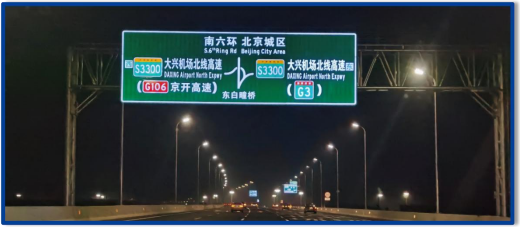 南六环 北京城区
S.6th Ring Rd Beijing City Area
西
S3300
大兴机场北线高速
DAXING Airport North Expwy
(G106 京开高速)
S3300
大兴机场北线高速
DAXING Airport North Expwy
(G3)
东白疃桥